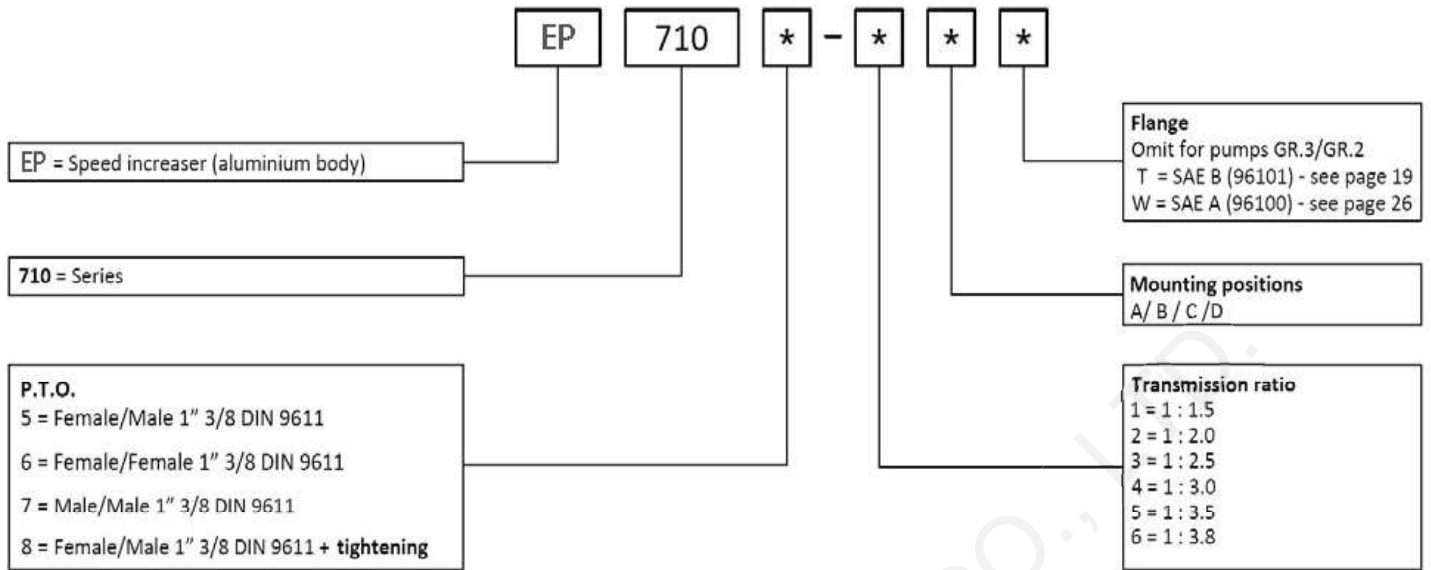 EP 710 * - * * *
EP = Speed increaser (aluminium body)
710 = Series
P.T.O.
5 = Female/Male 1" 3/8 DIN 9611
6 = Female/Female 1" 3/8 DIN 9611
7 = Male/Male 1" 3/8 DIN 9611
8 = Female/Male 1" 3/8 DIN 9611 + tightening
Flange
Omit for pumps GR.3/GR.2
T = SAE B (96101) - see page 19
W = SAE A (96100) - see page 26
Mounting positions
A/ B / C /D
Transmission ratio
1 = 1 : 1.5
2 = 1 : 2.0
3 = 1 : 2.5
4 = 1 : 3.0
5 = 1 : 3.5
6 = 1 : 3.8
O., LTD.